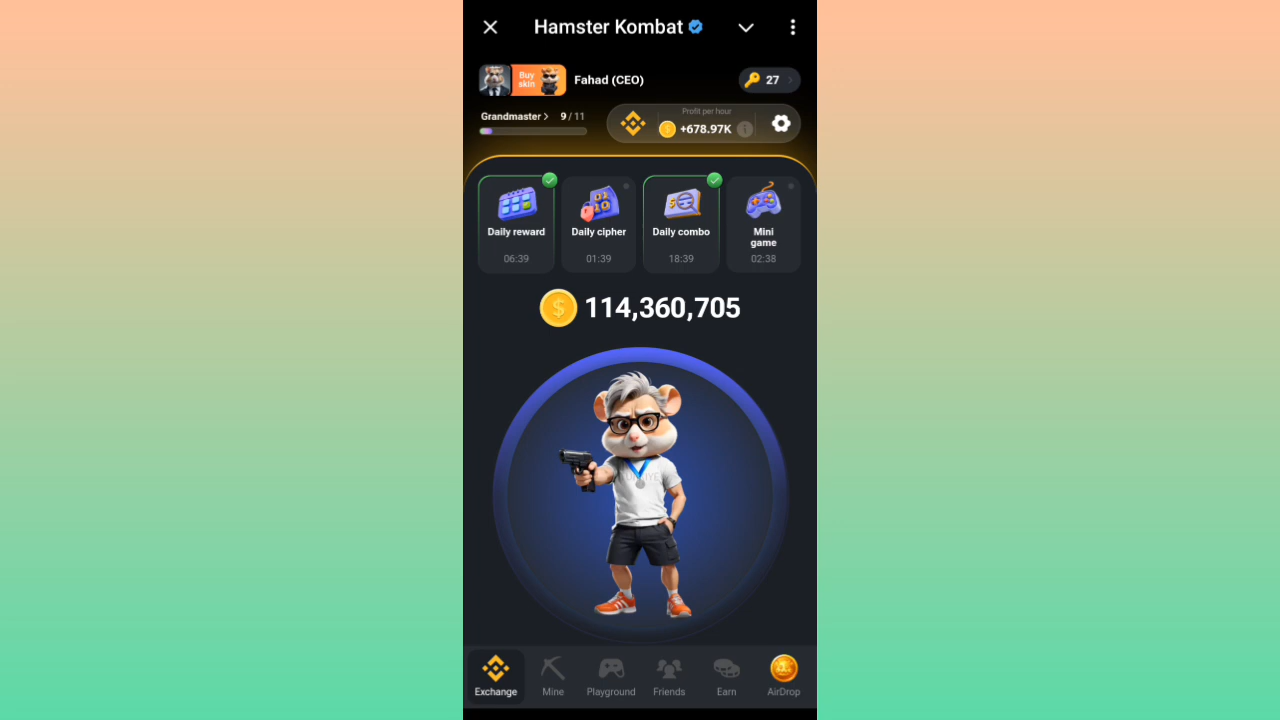 Hamster Kombat
Buy
skin
Fahad (CEO)
27
Grandmaster
9 / 11
Profit per hour
+678.97K
Daily reward
06:39
Daily cipher
01:39
Daily combo
18:39
Mini
game
02:38
114,360,705
Exchange
Mine
Playground
Friends
Earn
AirDrop